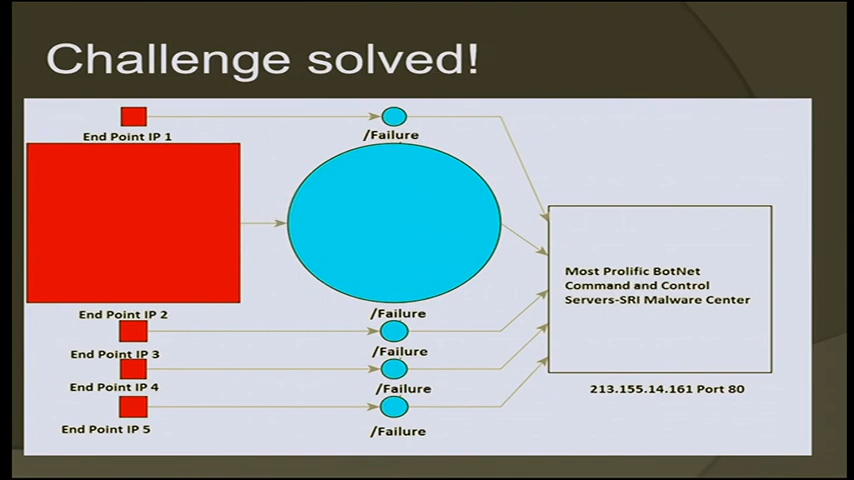 Challenge solved!
End Point IP 1
/Failure
End Point IP 2
/Failure
Most Prolific BotNet
Command and Control
Servers-SRI Malware Center
End Point IP 3
/Failure
End Point IP 4
/Failure
213.155.14.161 Port 80
End Point IP 5
/Failure